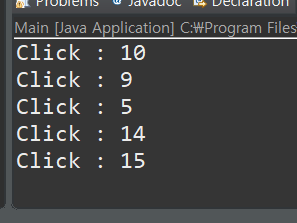 Problems Javadoc Declaration
Main [Java Application] C:₩Program Files
Click : 10
Click : 9
Click : 5
Click : 14
Click : 15